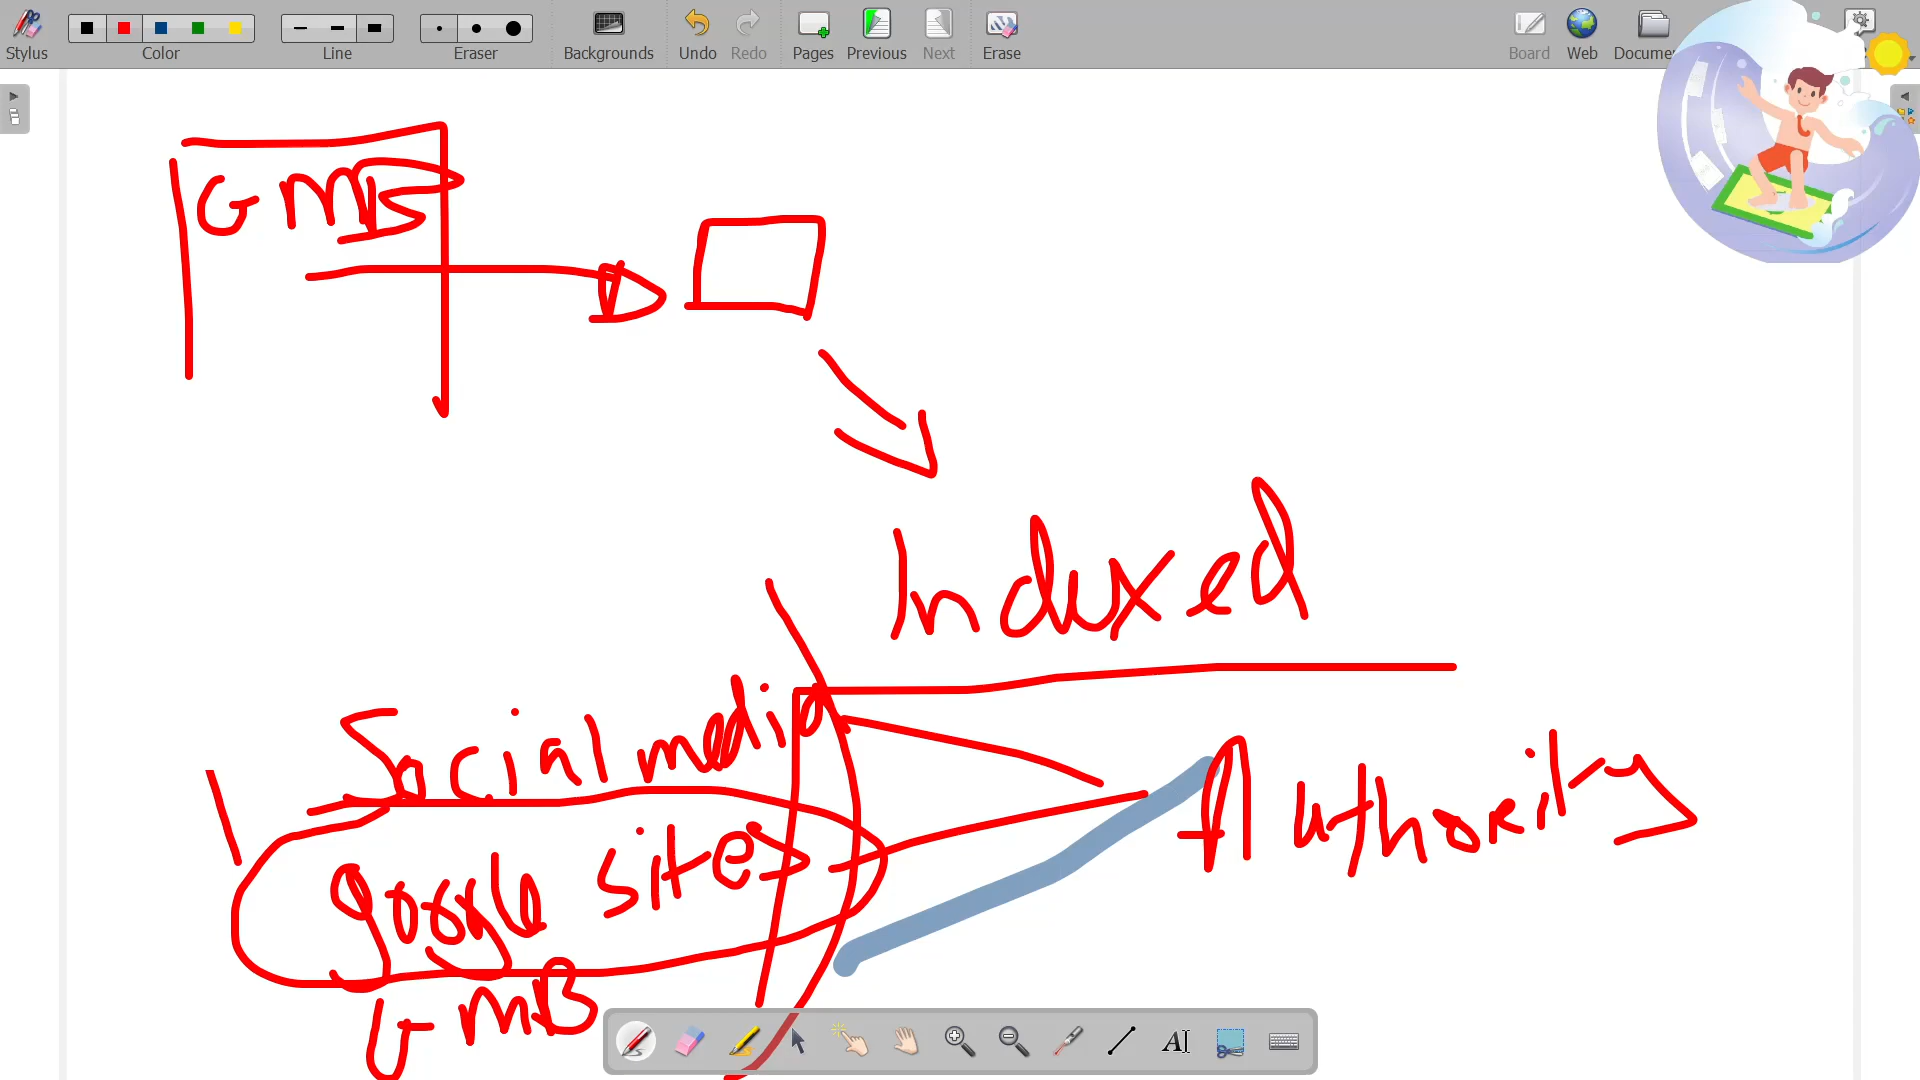 Stylus Color Line Eraser Backgrounds Undo Redo Pages Previous Next Erase Board Web
GMB
Indexed
Social media
Authority
google sites
GMB